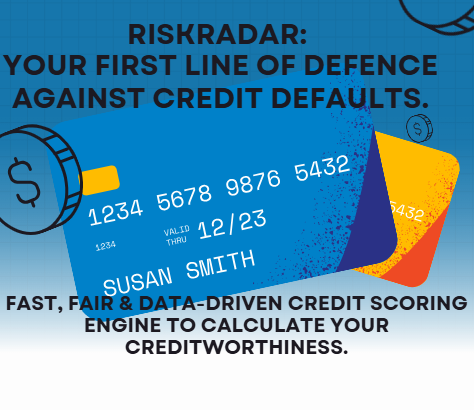 RISKRADAR:
YOUR FIRST LINE OF DEFENCE
AGAINST CREDIT DEFAULTS.
$
$
1234 5678 9876 5432
5432
1234
VALID
THRU
12/23
SUSAN SMITH
FAST, FAIR & DATA-DRIVEN CREDIT SCORING
ENGINE TO CALCULATE YOUR
CREDITWORTHINESS.